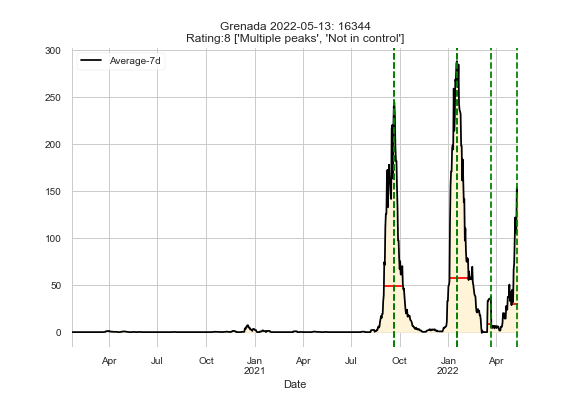 Grenada 2022-05-13: 16344
Rating:8 ['Multiple peaks', 'Not in control']
Average-7d
300
250
200
150
100
50
0
Apr Jul Oct Jan Apr Jul Oct Jan Apr
2021 2022
Date